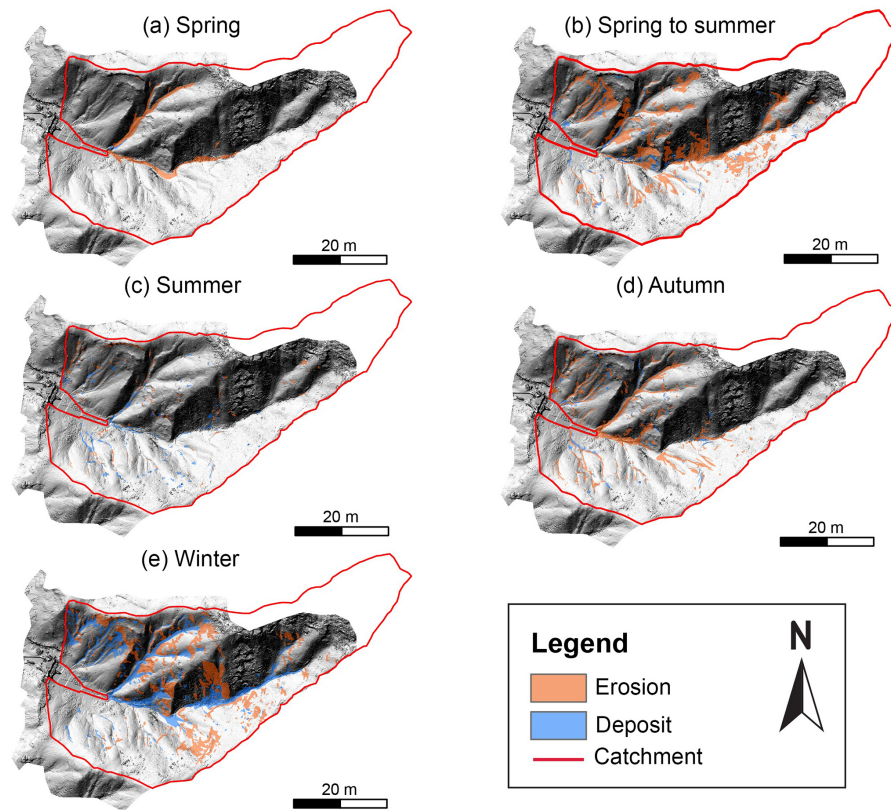 (a) Spring
(b) Spring to summer
20 m
20 m
(c) Summer
(d) Autumn
20 m
20 m
(e) Winter
20 m
Legend
Erosion
Deposit
Catchment
N